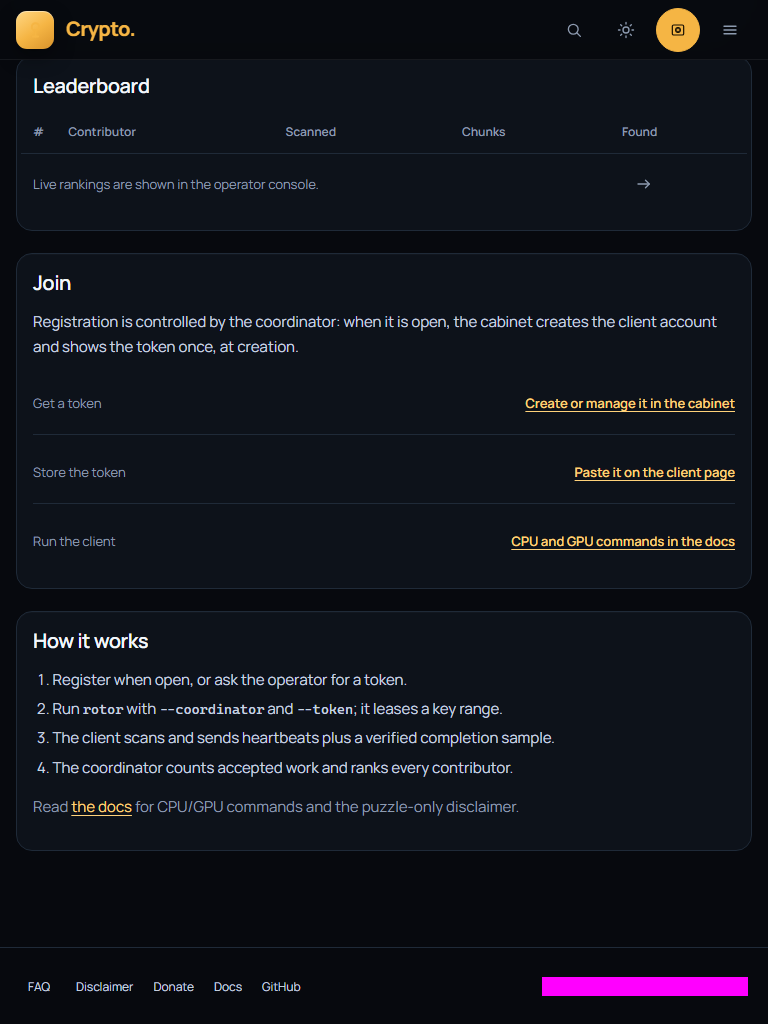 Crypto.
Leaderboard
# Contributor Scanned Chunks Found
Live rankings are shown in the operator console. →
Join
Registration is controlled by the coordinator: when it is open, the cabinet creates the client account
and shows the token once, at creation.
Get a token Create or manage it in the cabinet
Store the token Paste it on the client page
Run the client CPU and GPU commands in the docs
How it works
1. Register when open, or ask the operator for a token.
2. Run rotor with --coordinator and --token; it leases a key range.
3. The client scans and sends heartbeats plus a verified completion sample.
4. The coordinator counts accepted work and ranks every contributor.
Read the docs for CPU/GPU commands and the puzzle-only disclaimer.
FAQ Disclaimer Donate Docs GitHub